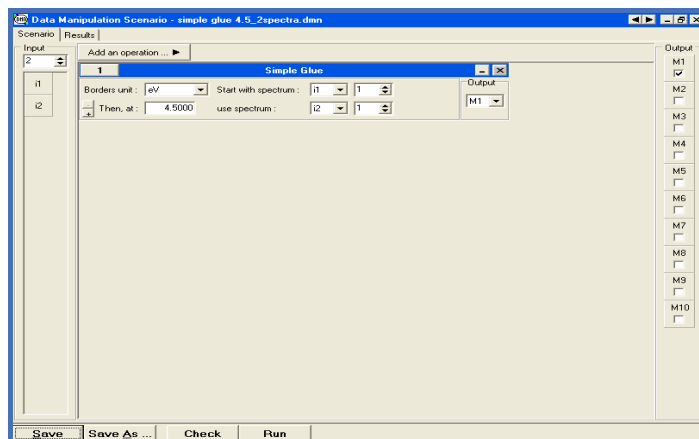 DMS Data Manipulation Scenario - simple glue 4.5_2spectra.dmn
Scenario Results
Input
2
i1
i2
Add an operation ... ►
1 Simple Glue
Borders unit : eV Start with spectrum : i1 1
- + Then, at : 4.5000 use spectrum : i2 1
Output
M1
Output
M1
M2
M3
M4
M5
M6
M7
M8
M9
M10
Save Save As ... Check Run